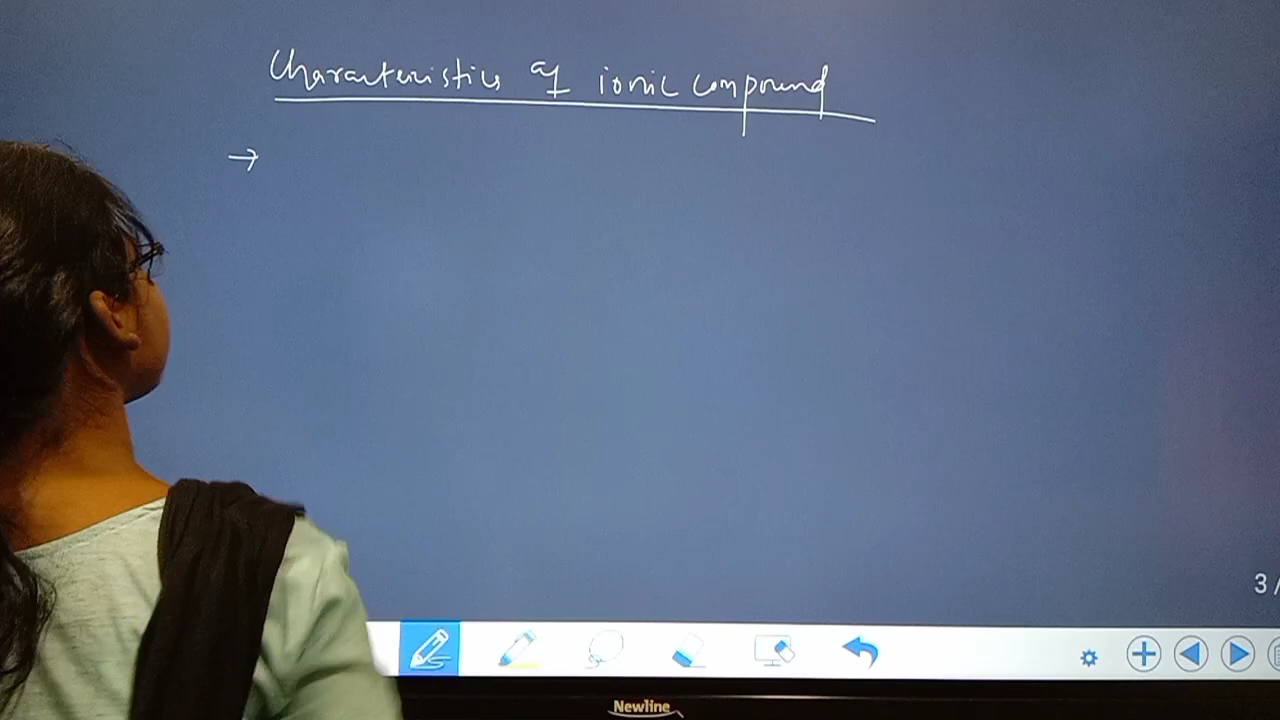 Characteristics of ionic compound
→
3/
Newline